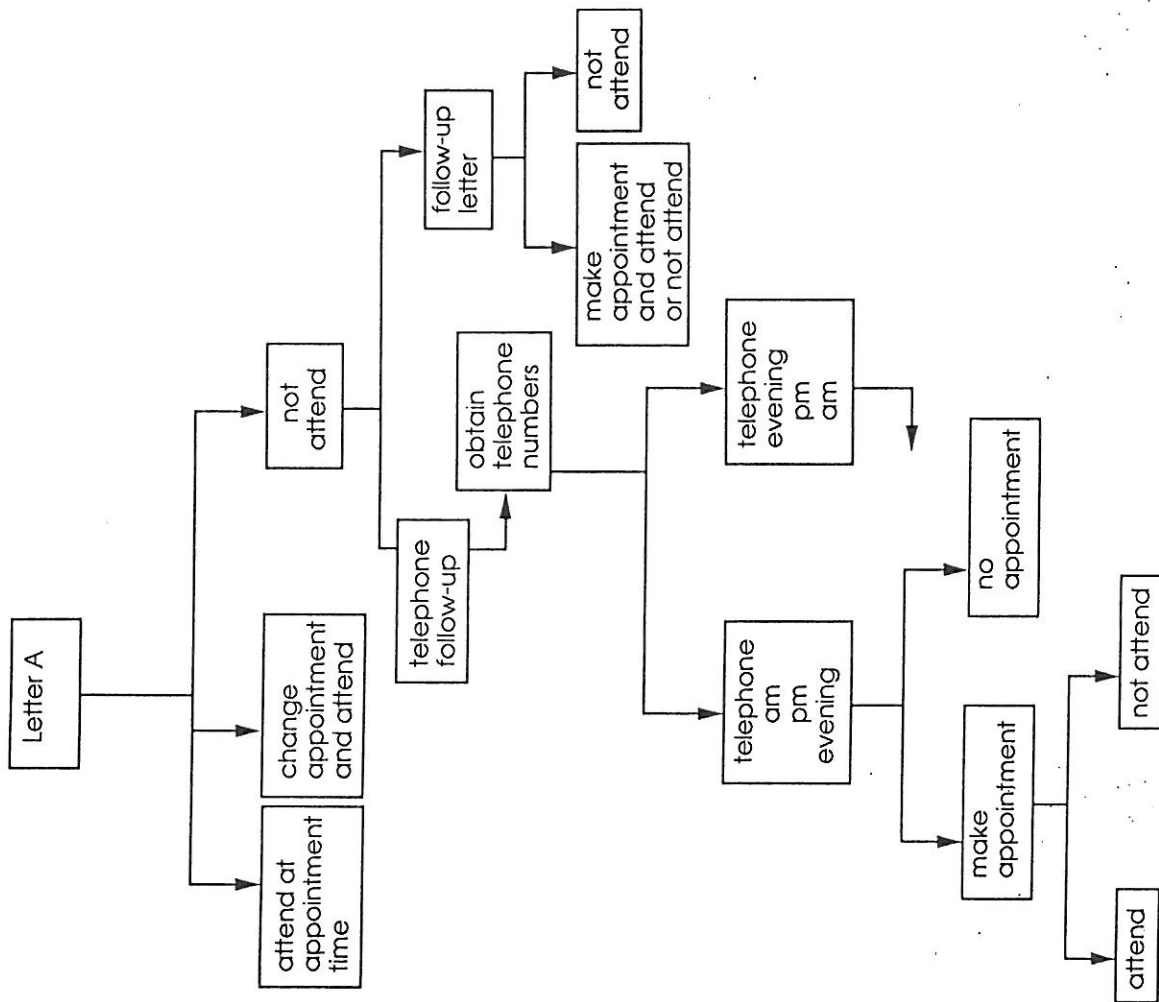 Letter A
attend at
appointment
time
change
appointment
and attend
not
attend
telephone
follow-up
follow-up
letter
obtain
telephone
numbers
make
appointment
and attend
or not attend
not
attend
telephone
am
pm
evening
telephone
evening
pm
am
make
appointment
no
appointment
attend
not attend